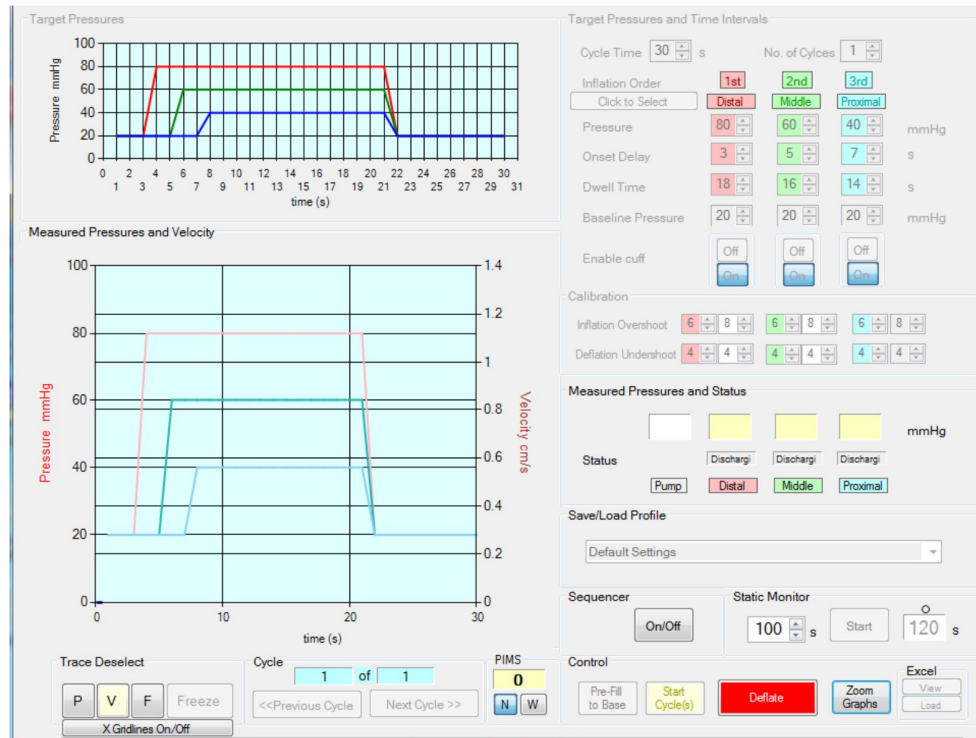 Target Pressures
100
80
60
40
20
0
Pressure mmHg
0 2 4 6 8 10 12 14 16 18 20 22 24 26 28 30
1 3 5 7 9 11 13 15 17 19 21 23 25 27 29 31
time (s)
Measured Pressures and Velocity
100
80
60
40
20
0
Pressure mmHg
1.4
1.2
1
0.8
0.6
0.4
0.2
0
Velocity cm/s
0 10 20 30
time (s)
Trace Deselect
P V F Freeze
X Gridlines On/Off
Cycle
1 of 1
<<Previous Cycle Next Cycle >>
PIMS
0
N W
Target Pressures and Time Intervals
Cycle Time 30 s No. of Cylces 1
Inflation Order 1st 2nd 3rd
Click to Select Distal Middle Proximal
Pressure 80 60 40 mmHg
Onset Delay 3 5 7 s
Dwell Time 18 16 14 s
Baseline Pressure 20 20 20 mmHg
Enable cuff Off Off Off
On On On
Calibration
Inflation Overshoot 6 8 6 8 6 8
Deflation Undershoot 4 4 4 4 4 4
Measured Pressures and Status
mmHg
Status Dischargi Dischargi Dischargi
Pump Distal Middle Proximal
Save/Load Profile
Default Settings
Sequencer
On/Off
Static Monitor
100 s Start 120 s
Control
Pre-Fill to Base
Start Cycle(s)
Deflate
Zoom Graphs
Excel
View
Load